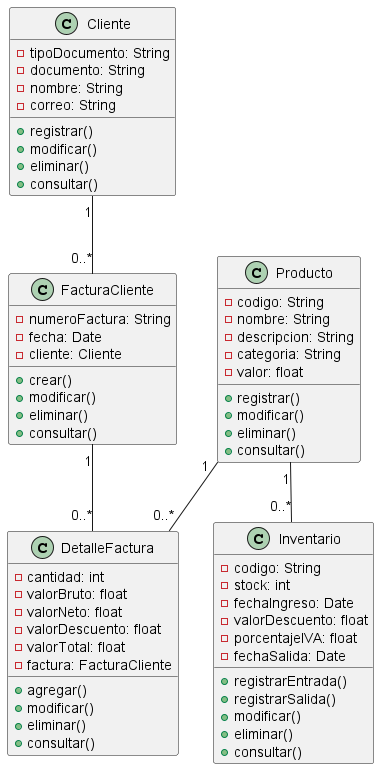 C Cliente
tipoDocumento: String
documento: String
nombre: String
correo: String
registrar()
modificar()
eliminar()
consultar()
1
0..*
C FacturaCliente
numeroFactura: String
fecha: Date
cliente: Cliente
crear()
modificar()
eliminar()
consultar()
C Producto
codigo: String
nombre: String
descripcion: String
categoria: String
valor: float
registrar()
modificar()
eliminar()
consultar()
1
0..*
1
0..*
1
0..*
C DetalleFactura
cantidad: int
valorBruto: float
valorNeto: float
valorDescuento: float
valorTotal: float
factura: FacturaCliente
agregar()
modificar()
eliminar()
consultar()
C Inventario
codigo: String
stock: int
fechaIngreso: Date
valorDescuento: float
porcentajeIVA: float
fechaSalida: Date
registrarEntrada()
registrarSalida()
modificar()
eliminar()
consultar()